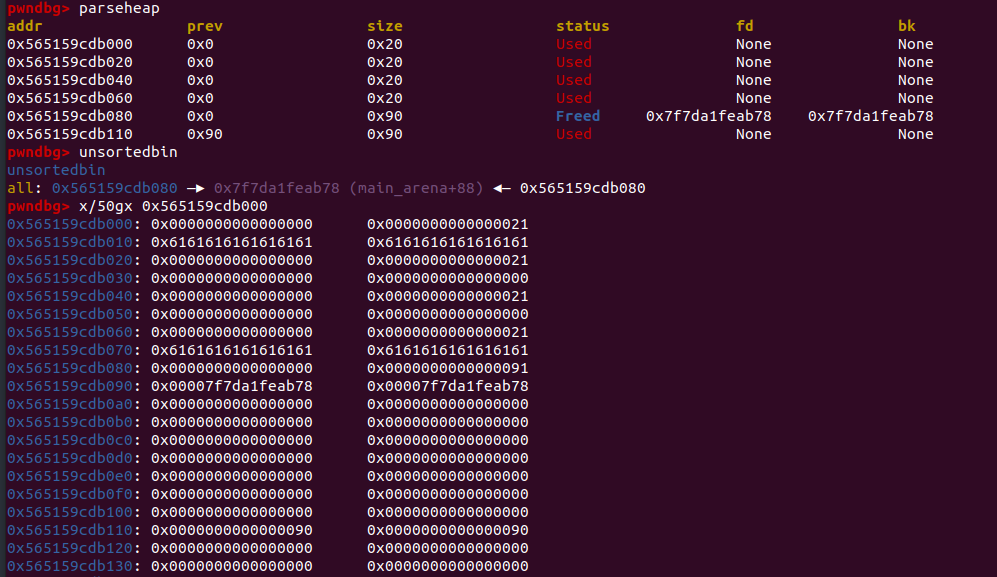 pwndbg> parseheap
addr prev size status fd bk
0x565159cdb000 0x0 0x20 Used None None
0x565159cdb020 0x0 0x20 Used None None
0x565159cdb040 0x0 0x20 Used None None
0x565159cdb060 0x0 0x20 Used None None
0x565159cdb080 0x0 0x90 Freed 0x7f7da1feab78 0x7f7da1feab78
0x565159cdb110 0x90 0x90 Used None None
pwndbg> unsortedbin
unsortedbin
all: 0x565159cdb080 —▸ 0x7f7da1feab78 (main_arena+88) ◂— 0x565159cdb080
pwndbg> x/50gx 0x565159cdb000
0x565159cdb000: 0x0000000000000000 0x0000000000000021
0x565159cdb010: 0x6161616161616161 0x6161616161616161
0x565159cdb020: 0x0000000000000000 0x0000000000000021
0x565159cdb030: 0x0000000000000000 0x0000000000000000
0x565159cdb040: 0x0000000000000000 0x0000000000000021
0x565159cdb050: 0x0000000000000000 0x0000000000000000
0x565159cdb060: 0x0000000000000000 0x0000000000000021
0x565159cdb070: 0x6161616161616161 0x6161616161616161
0x565159cdb080: 0x0000000000000000 0x0000000000000091
0x565159cdb090: 0x00007f7da1feab78 0x00007f7da1feab78
0x565159cdb0a0: 0x0000000000000000 0x0000000000000000
0x565159cdb0b0: 0x0000000000000000 0x0000000000000000
0x565159cdb0c0: 0x0000000000000000 0x0000000000000000
0x565159cdb0d0: 0x0000000000000000 0x0000000000000000
0x565159cdb0e0: 0x0000000000000000 0x0000000000000000
0x565159cdb0f0: 0x0000000000000000 0x0000000000000000
0x565159cdb100: 0x0000000000000000 0x0000000000000000
0x565159cdb110: 0x0000000000000090 0x0000000000000090
0x565159cdb120: 0x0000000000000000 0x0000000000000000
0x565159cdb130: 0x0000000000000000 0x0000000000000000